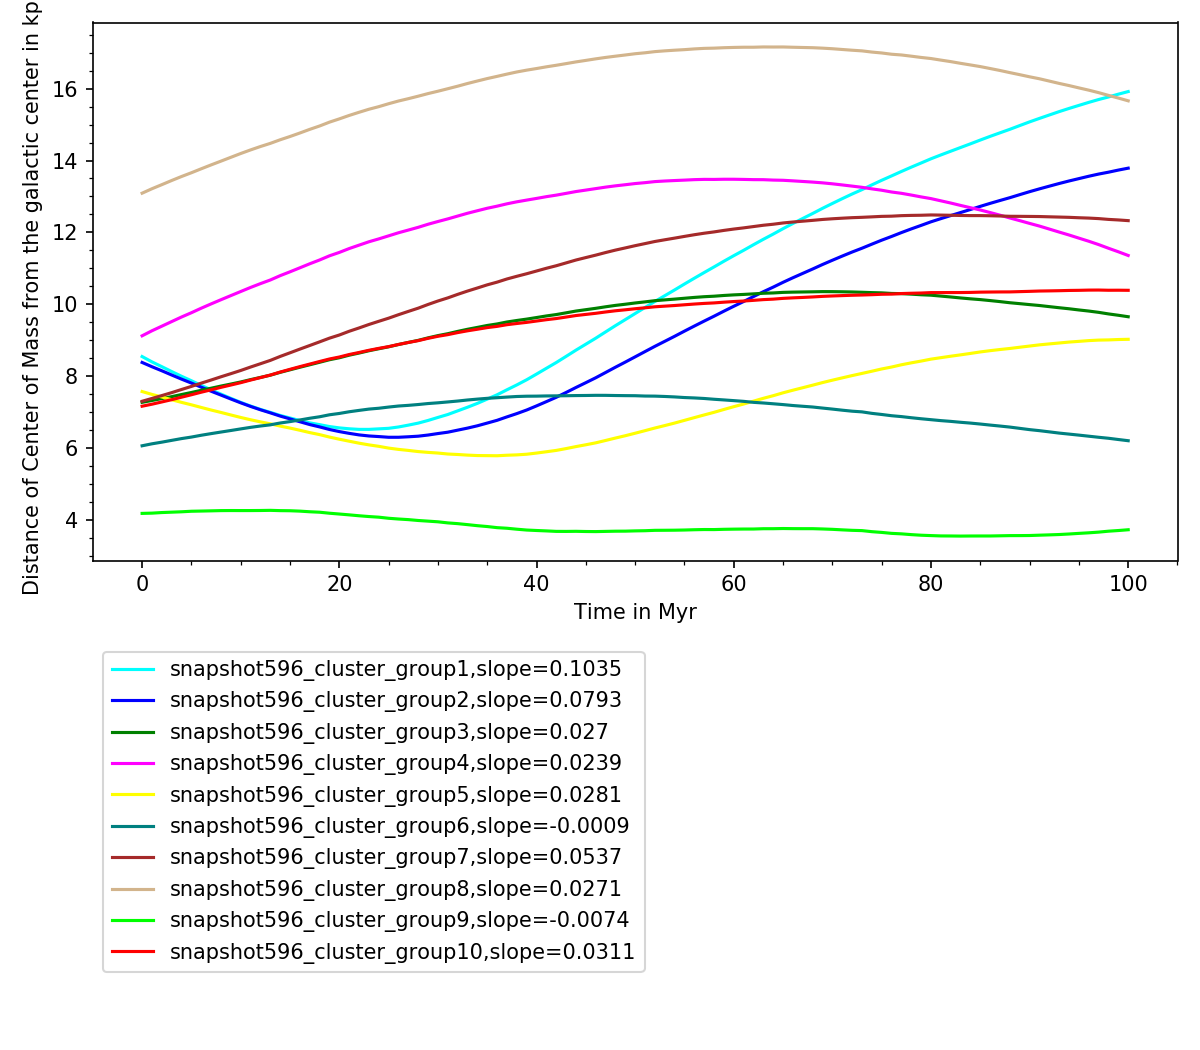 Distance of Center of Mass from the galactic center in kp
16
14
12
10
8
6
4
0 20 40 60 80 100
Time in Myr
snapshot596_cluster_group1,slope=0.1035
snapshot596_cluster_group2,slope=0.0793
snapshot596_cluster_group3,slope=0.027
snapshot596_cluster_group4,slope=0.0239
snapshot596_cluster_group5,slope=0.0281
snapshot596_cluster_group6,slope=-0.0009
snapshot596_cluster_group7,slope=0.0537
snapshot596_cluster_group8,slope=0.0271
snapshot596_cluster_group9,slope=-0.0074
snapshot596_cluster_group10,slope=0.0311